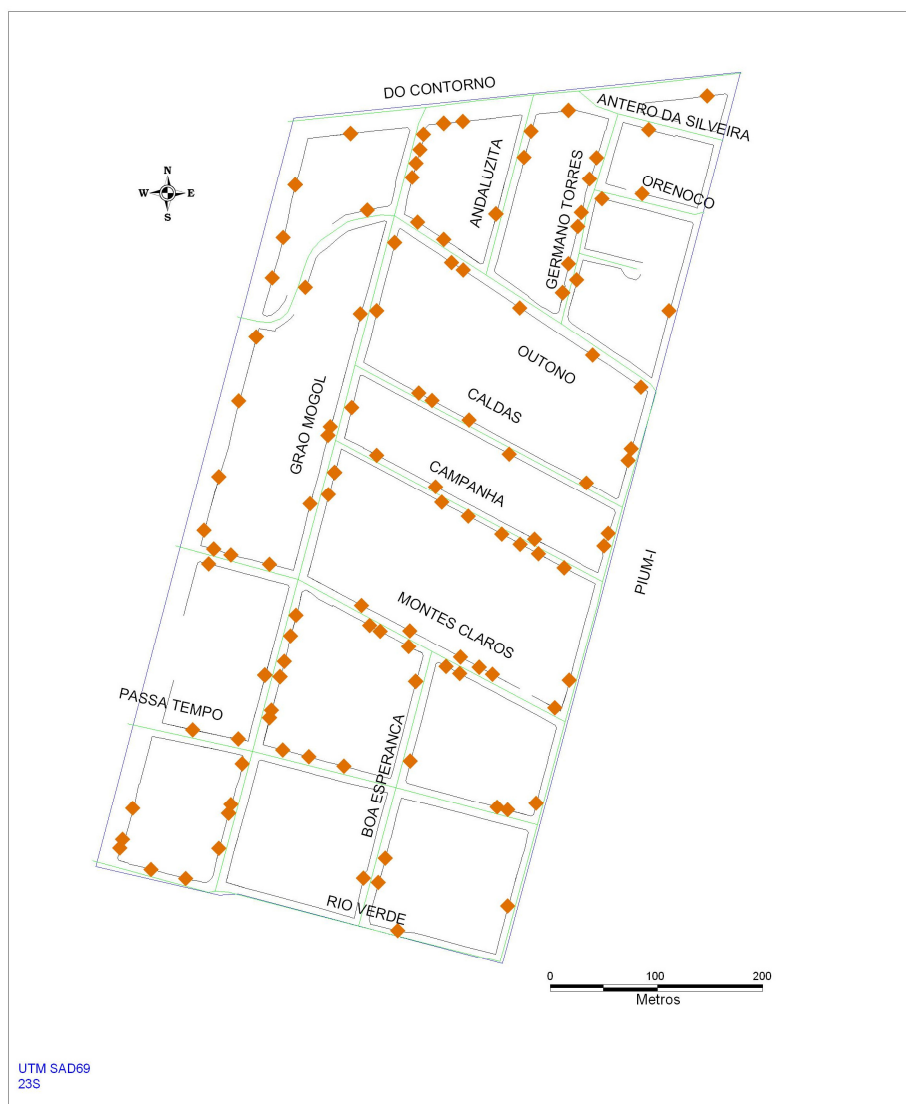 DO CONTORNO
ANTERO DA SILVEIRA
ANDALUZITA
GERMANO TORRES
ORENOCO
N
W E
S
OUTONO
CALDAS
GRAO MOGOL
CAMPANHA
PIUM-I
MONTES CLAROS
PASSA TEMPO
BOA ESPERANCA
RIO VERDE
0 100 200
Metros
UTM SAD69
23S